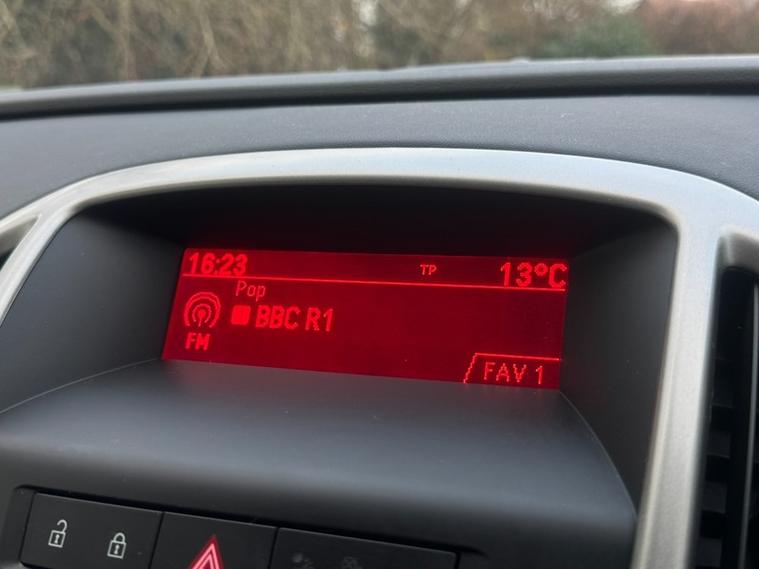 16:23 TP 13°C
Pop
BBC R1
FM
FAV 1